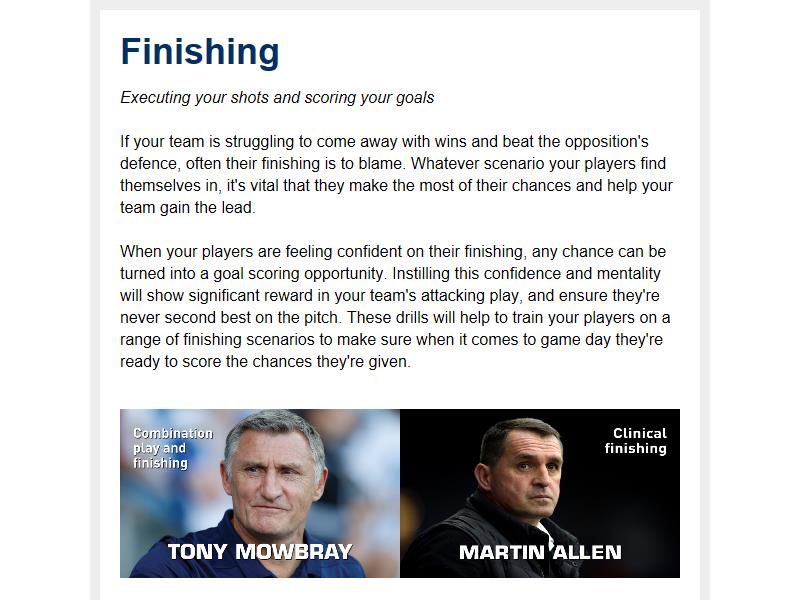 Finishing
Executing your shots and scoring your goals
If your team is struggling to come away with wins and beat the opposition's
defence, often their finishing is to blame. Whatever scenario your players find
themselves in, it's vital that they make the most of their chances and help your
team gain the lead.
When your players are feeling confident on their finishing, any chance can be
turned into a goal scoring opportunity. Instilling this confidence and mentality
will show significant reward in your team's attacking play, and ensure they're
never second best on the pitch. These drills will help to train your players on a
range of finishing scenarios to make sure when it comes to game day they're
ready to score the chances they're given.
Combination
play and
finishing
TONY MOWBRAY
Clinical
finishing
MARTIN ALLEN